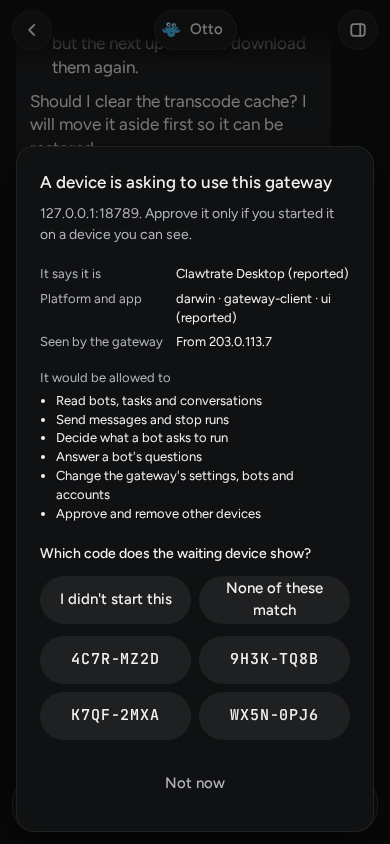 Otto
but the next up download
them again.
Should I clear the transcode cache? I
will move it aside first so it can be
A device is asking to use this gateway
127.0.0.1:18789. Approve it only if you started it
on a device you can see.
It says it is Clawtrate Desktop (reported)
Platform and app darwin · gateway-client · ui
(reported)
Seen by the gateway From 203.0.113.7
It would be allowed to
• Read bots, tasks and conversations
• Send messages and stop runs
• Decide what a bot asks to run
• Answer a bot's questions
• Change the gateway's settings, bots and
accounts
• Approve and remove other devices
Which code does the waiting device show?
I didn't start this
None of these
match
4C7R-MZ2D 9H3K-TQ8B
K7QF-2MXA WX5N-0PJ6
Not now